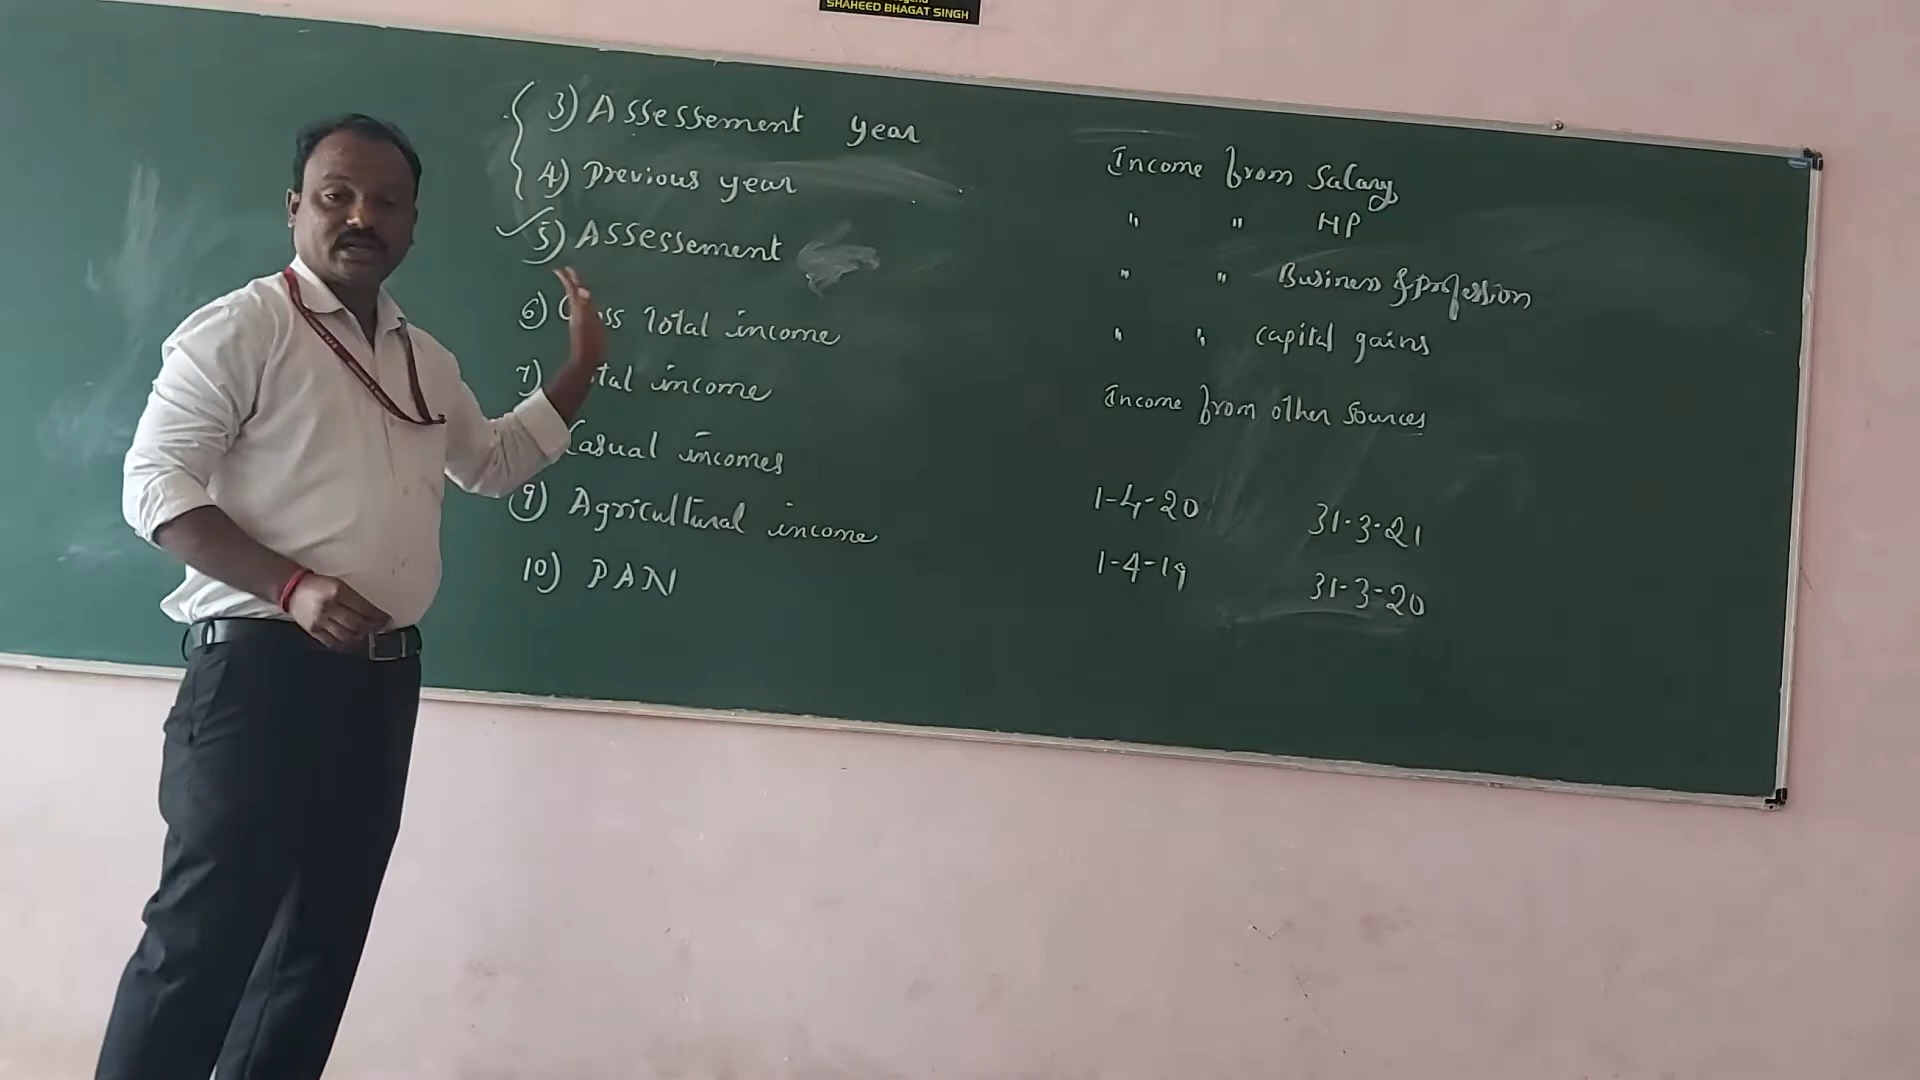 SHAHEED BHAGAT SINGH
3) Assessement year
4) Previous year
5) Assessement
6) ss Total income
7) tal income
Casual incomes
9) Agricultural income
10) PAN
Income from Salary
" " HP
" " Business & Profession
" " capital gains
Income from other Sources
1-4-20 31-3-21
1-4-19 31-3-20